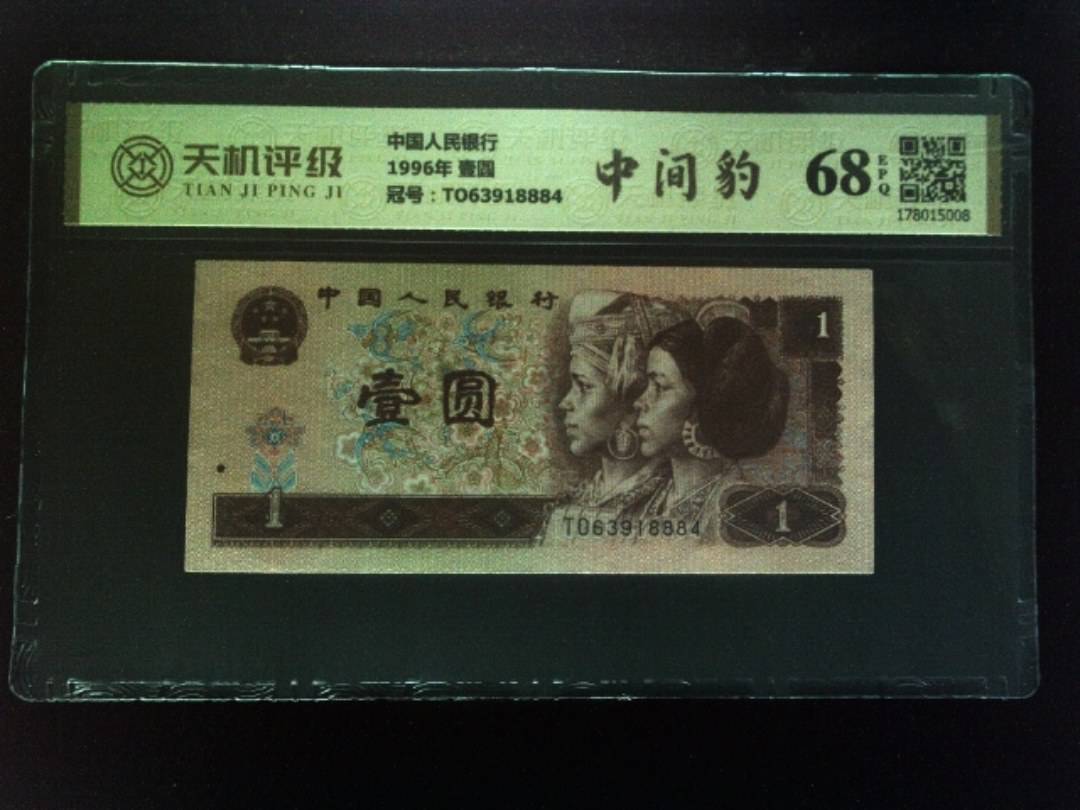 天机评级
TIAN JI PING JI
中国人民银行
1996年 壹圆
冠号：TO63918884
中间豹
68
EPQ
178015008
中国人民银行
1
壹圆
1
TO63918884
1